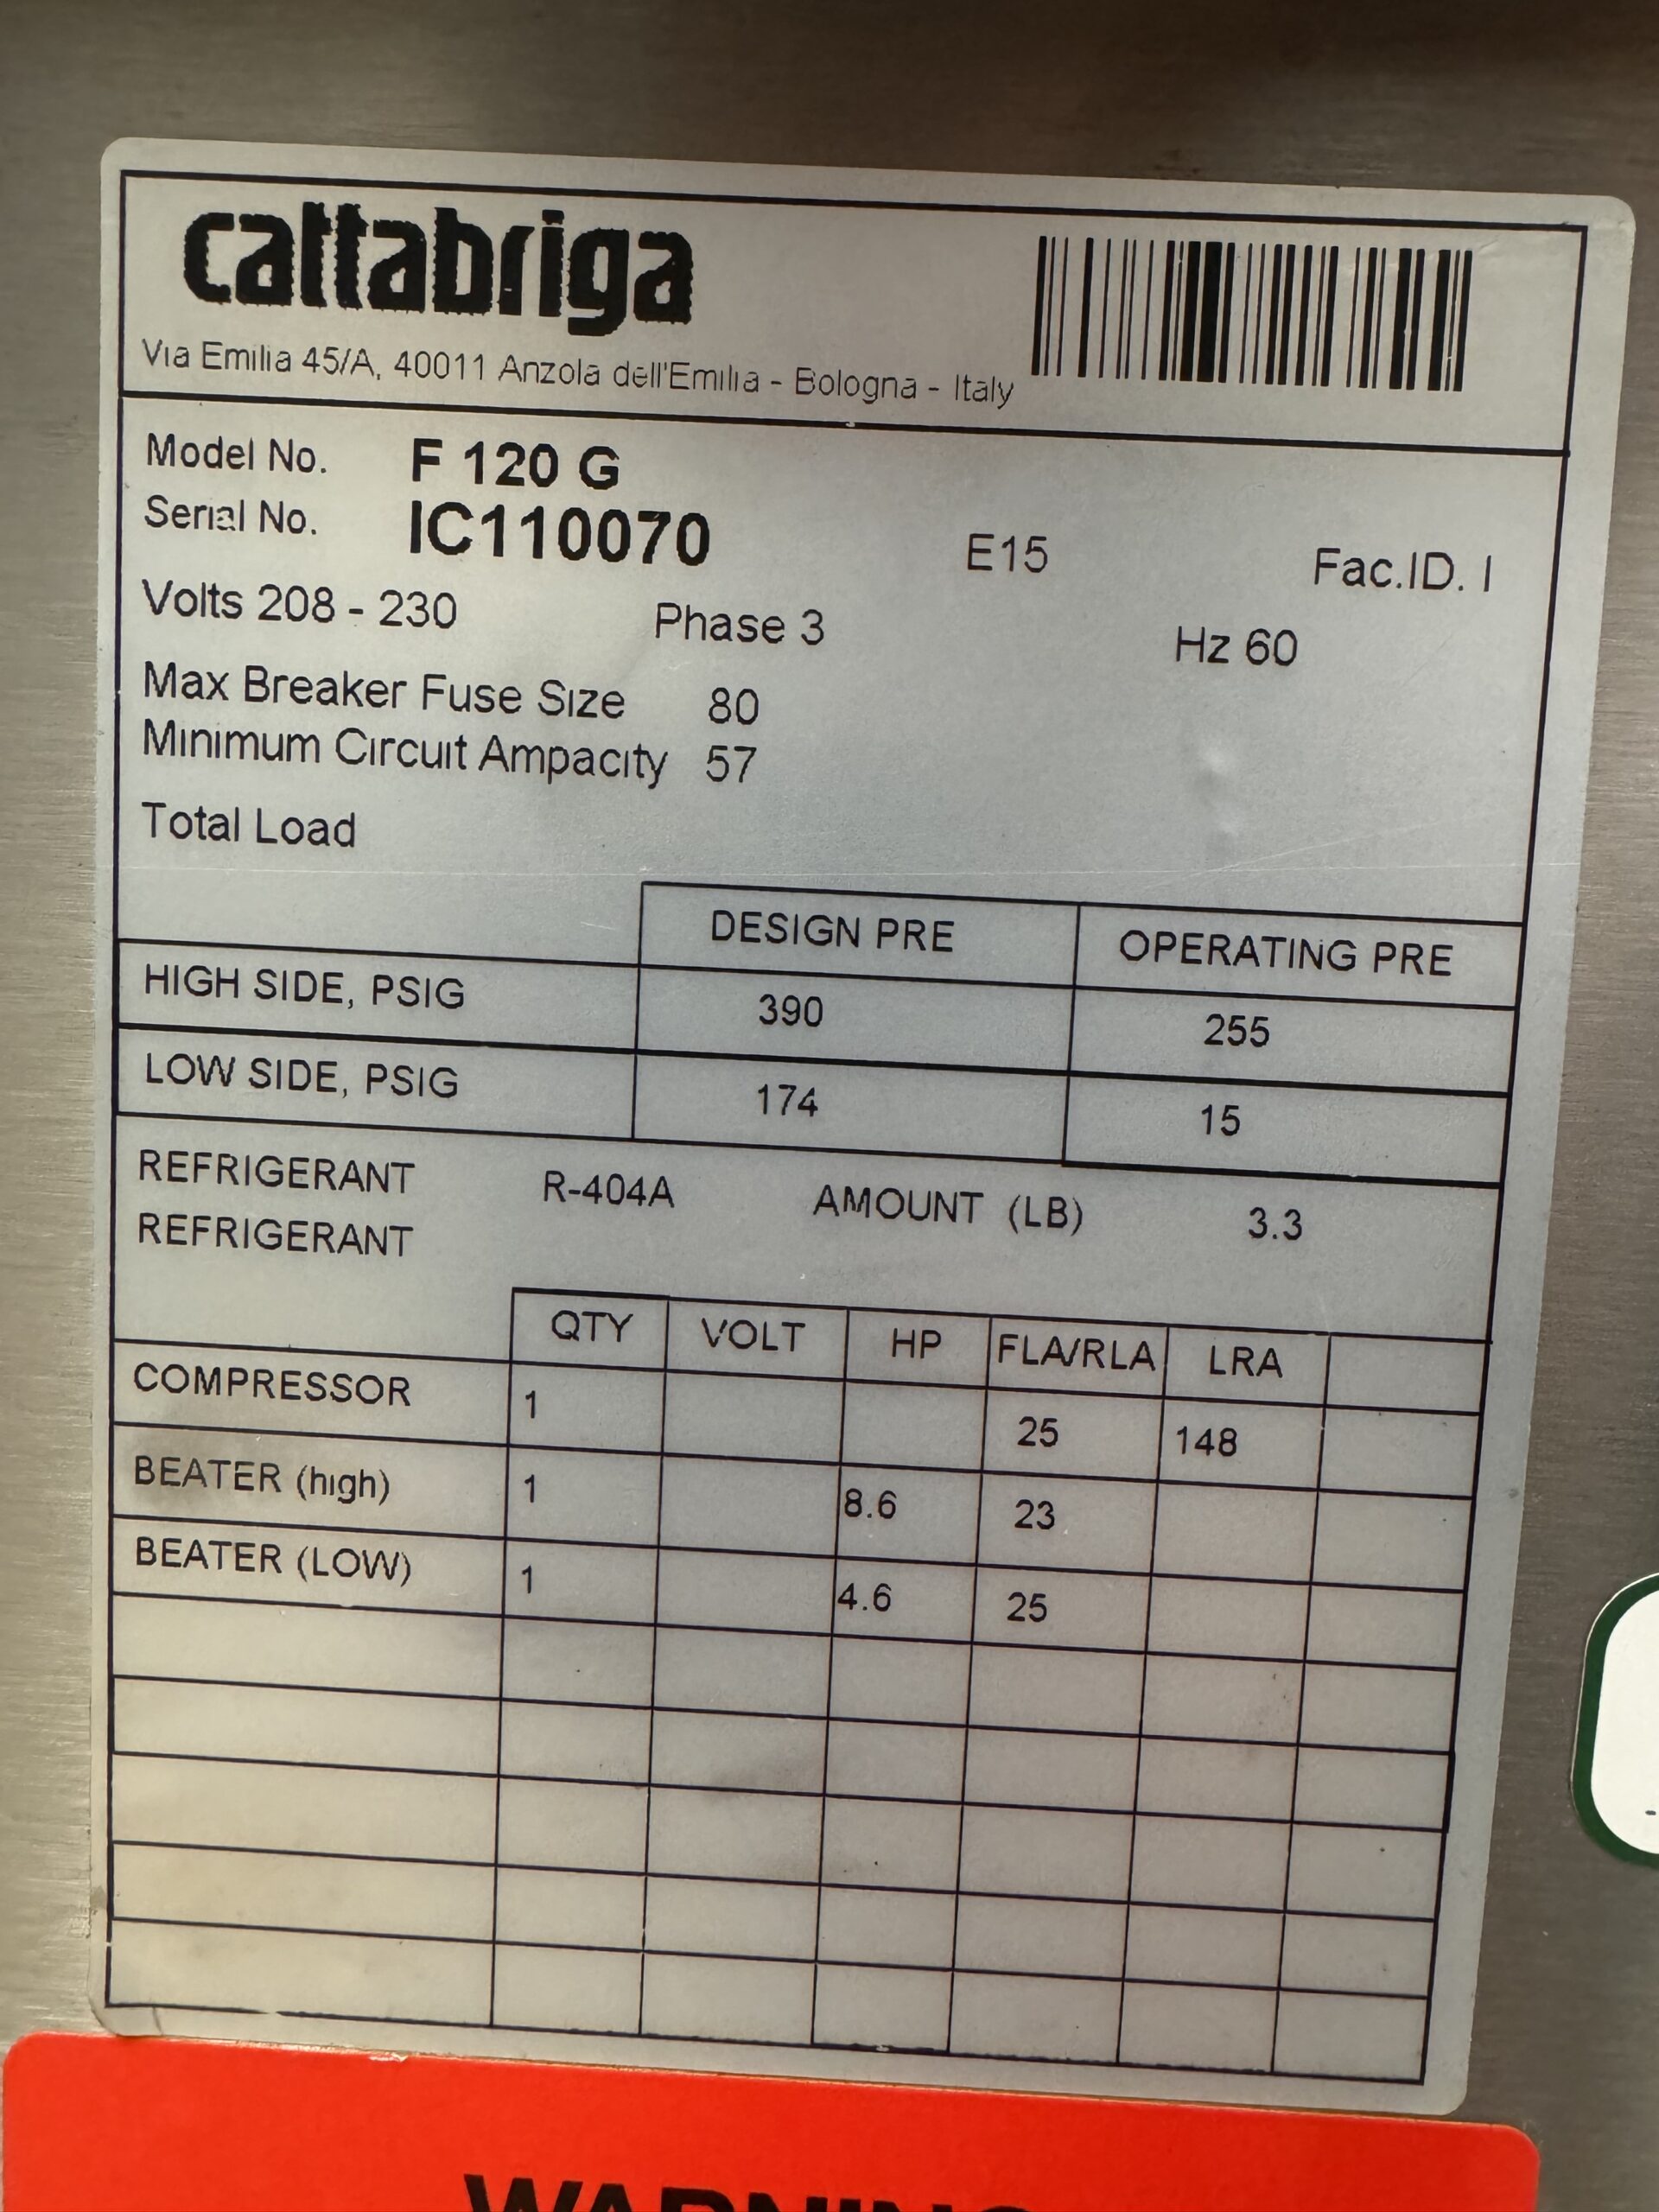 cattabriga
Via Emilia 45/A, 40011 Anzola dell'Emilia - Bologna - Italy
Model No. F 120 G
Serial No. IC110070 E15 Fac.ID. I
Volts 208 - 230 Phase 3 Hz 60
Max Breaker Fuse Size 80
Minimum Circuit Ampacity 57
Total Load
DESIGN PRE OPERATING PRE
HIGH SIDE, PSIG 390 255
LOW SIDE, PSIG 174 15
REFRIGERANT R-404A AMOUNT (LB) 3.3
REFRIGERANT
QTY VOLT HP FLA/RLA LRA
COMPRESSOR 1 25 148
BEATER (high) 1 8.6 23
BEATER (LOW) 1 4.6 25
WARNING